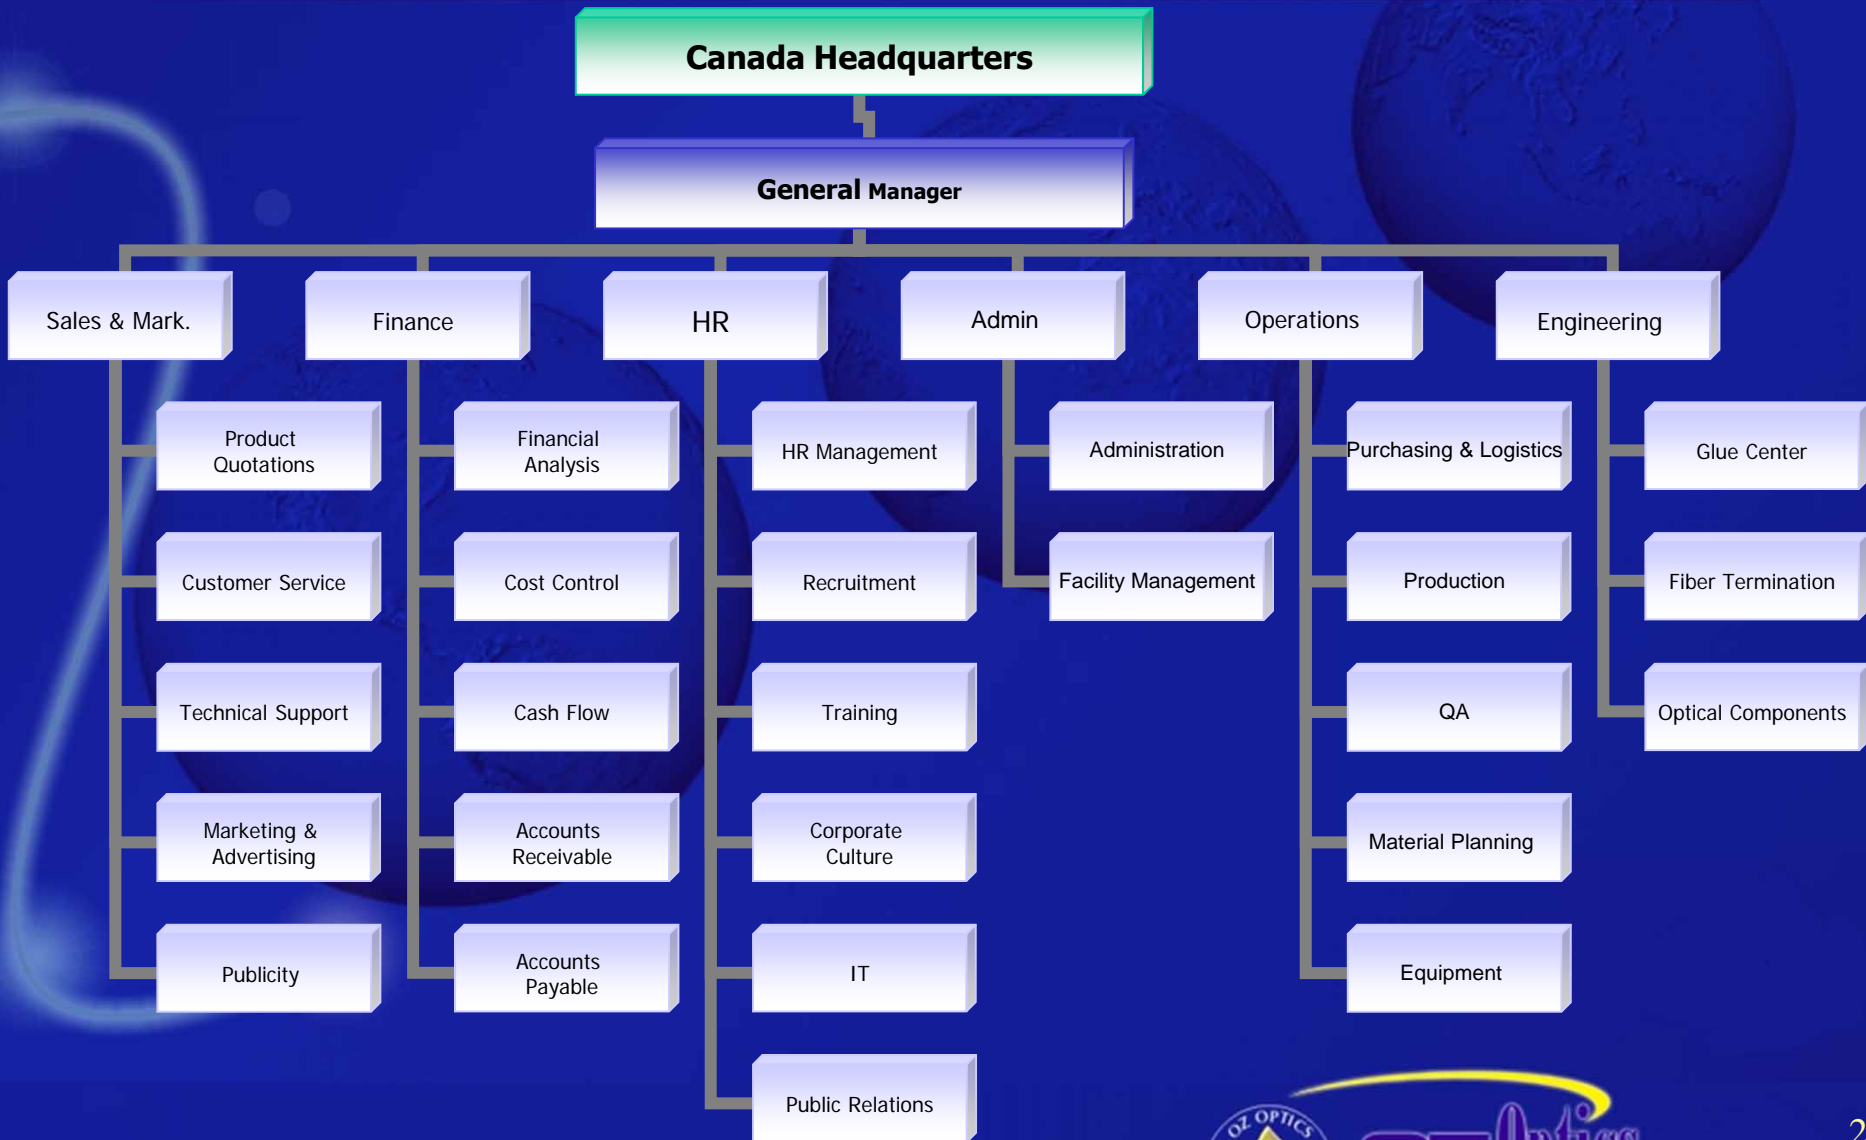 Canada Headquarters
General Manager
Sales & Mark.
Finance
HR
Admin
Operations
Engineering
Product
Quotations
Financial
Analysis
HR Management
Administration
Purchasing & Logistics
Glue Center
Customer Service
Cost Control
Recruitment
Facility Management
Production
Fiber Termination
Technical Support
Cash Flow
Training
QA
Optical Components
Marketing &
Advertising
Accounts
Receivable
Corporate
Culture
Material Planning
Publicity
Accounts
Payable
IT
Equipment
Public Relations
OZ OPTICS
OZ Optics
2